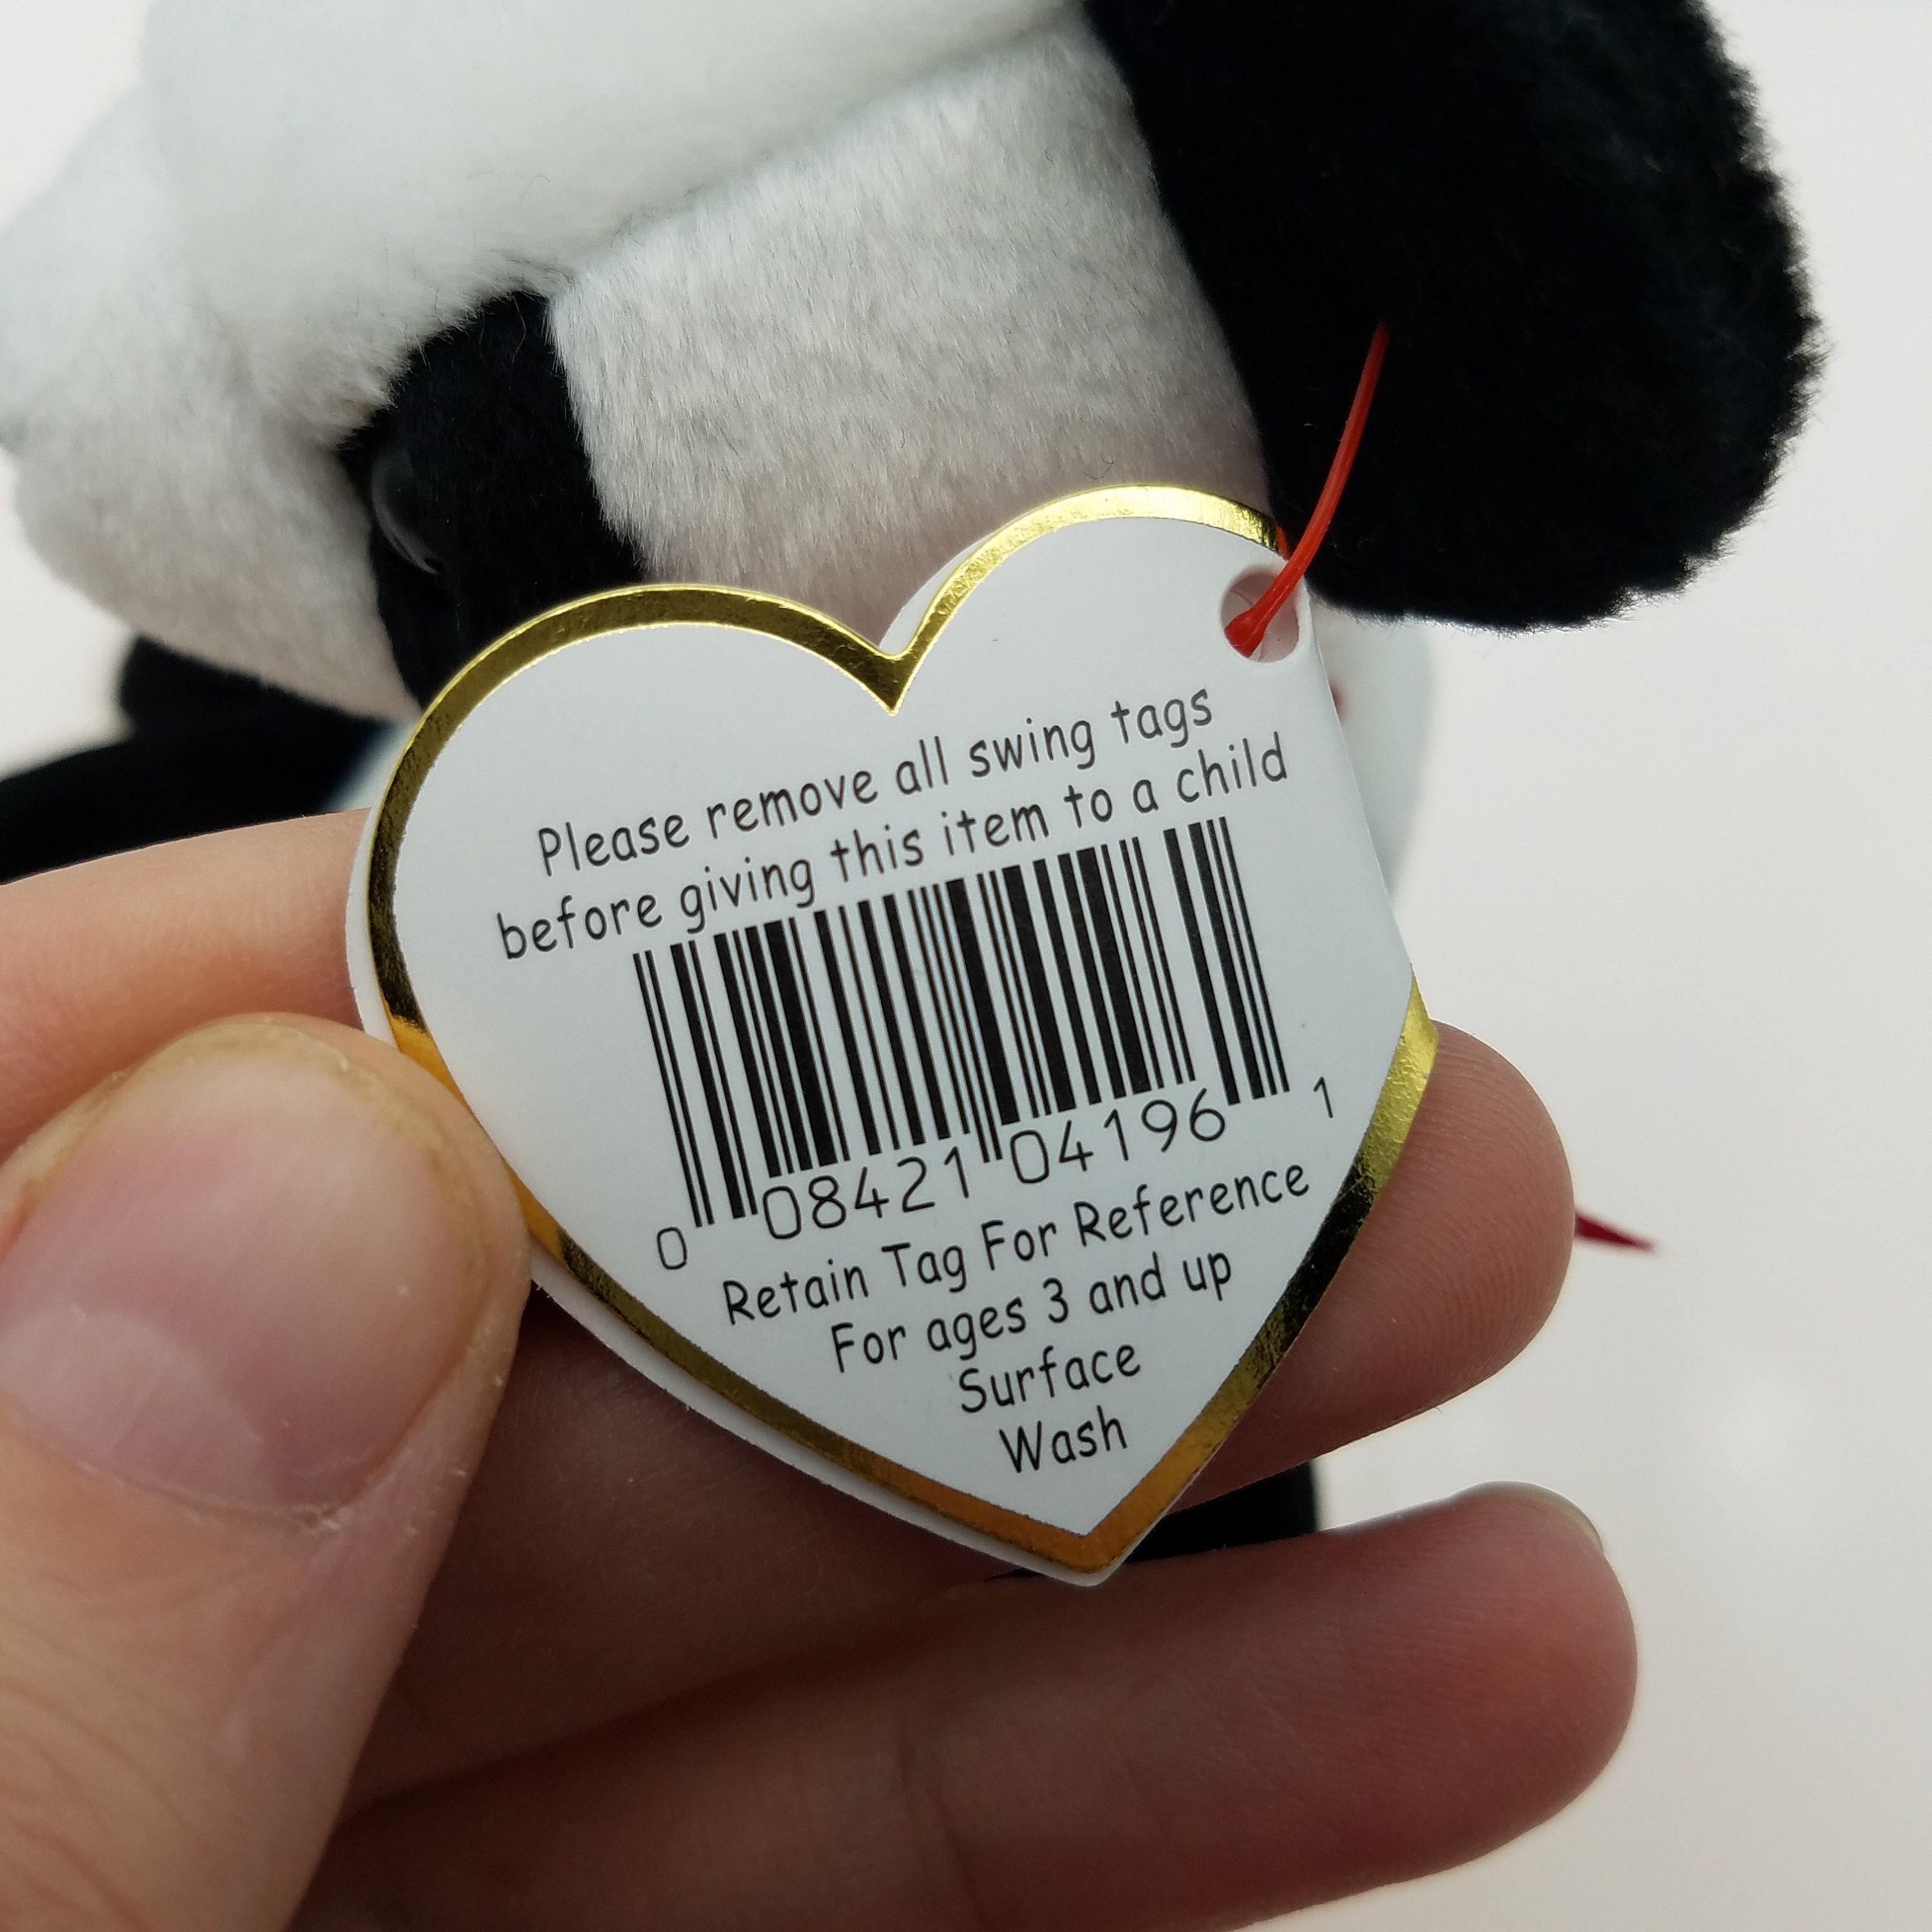 Please remove all swing tags
before giving this item to a child
0 08421 04196 1
Retain Tag For Reference
For ages 3 and up
Surface
Wash